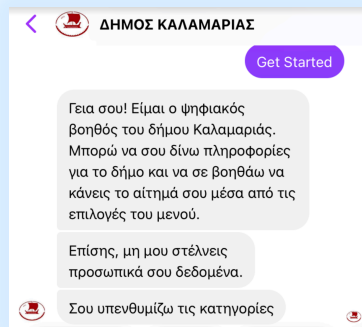 ΔΗΜΟΣ ΚΑΛΑΜΑΡΙΑΣ
Get Started
Γεια σου! Είμαι ο ψηφιακός
βοηθός του δήμου Καλαμαριάς.
Μπορώ να σου δίνω πληροφορίες
για το δήμο και να σε βοηθάω να
κάνεις το αίτημά σου μέσα από τις
επιλογές του μενού.
Επίσης, μη μου στέλνεις
προσωπικά σου δεδομένα.
Σου υπενθυμίζω τις κατηγορίες